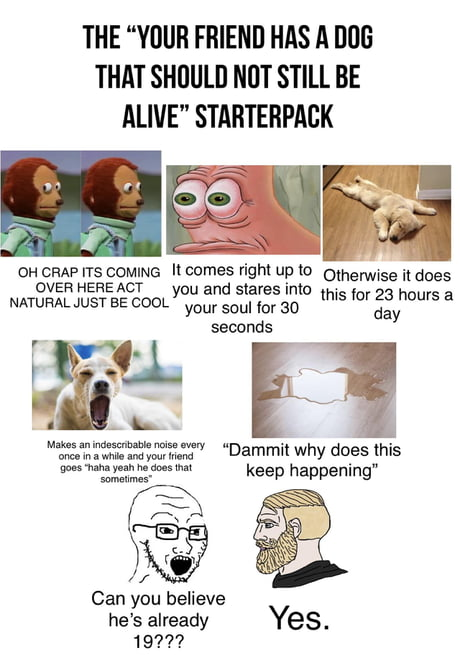 THE “YOUR FRIEND HAS A DOG
THAT SHOULD NOT STILL BE
ALIVE” STARTERPACK
OH CRAP ITS COMING
OVER HERE ACT
NATURAL JUST BE COOL
It comes right up to
you and stares into
your soul for 30
seconds
Otherwise it does
this for 23 hours a
day
Makes an indescribable noise every
once in a while and your friend
goes “haha yeah he does that
sometimes”
“Dammit why does this
keep happening”
Can you believe
he’s already
19???
Yes.